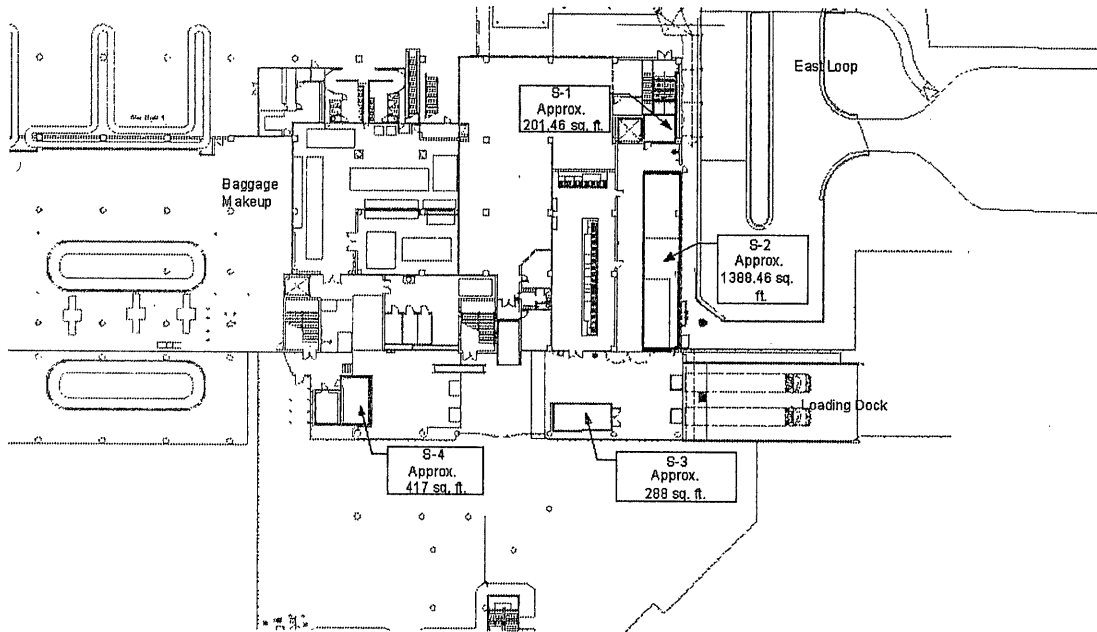 East Loop
S-1
Approx.
201.46 sq. ft.
Baggage
Makeup
S-2
Approx.
1388.46 sq.
ft.
Loading Dock
S-4
Approx.
417 sq. ft.
S-3
Approx.
288 sq. ft.